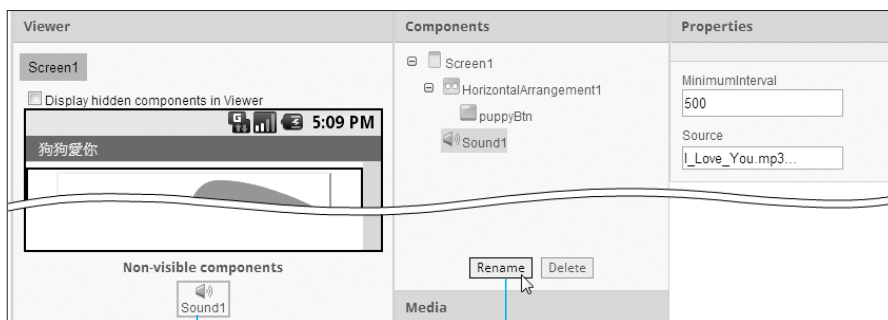 Viewer
Screen1
Display hidden components in Viewer
5:09 PM
狗狗愛你
Non-visible components
Sound1
Components
Screen1
HorizontalArrangement1
puppyBtn
Sound1
Rename
Delete
Media
Properties
MinimumInterval
500
Source
I_Love_You.mp3...